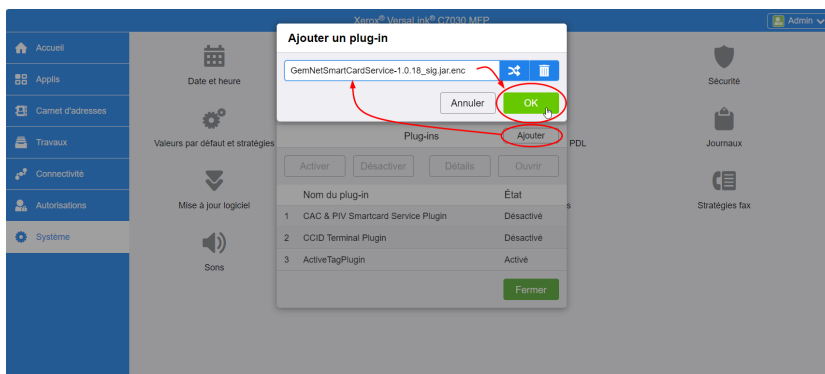 Xerox® VersaLink® C7030 MFP
Admin
Ajouter un plug-in
GemNetSmartCardService-1.0.18_sig.jar.enc
Annuler
OK
Accueil
Applis
Carnet d'adresses
Travaux
Connectivité
Autorisations
Système
Date et heure
Sécurité
Valeurs par défaut et stratégies
PDL
Journaux
Mise à jour logiciel
s
Stratégies fax
Sons
Plug-ins
Ajouter
Activer
Désactiver
Détails
Ouvrir
Nom du plug-in
État
1 CAC & PIV Smartcard Service Plugin Désactivé
2 CCID Terminal Plugin Désactivé
3 ActiveTagPlugin Activé
Fermer